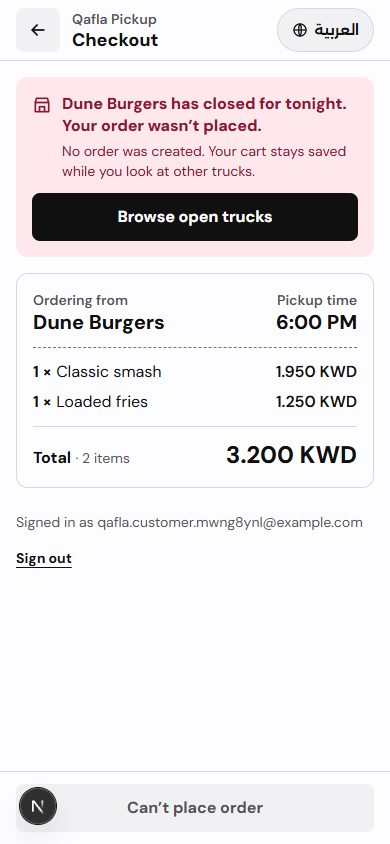 Qafla Pickup
Checkout
العربية
Dune Burgers has closed for tonight.
Your order wasn’t placed.
No order was created. Your cart stays saved
while you look at other trucks.
Browse open trucks
Ordering from
Pickup time
Dune Burgers
6:00 PM
1 × Classic smash
1.950 KWD
1 × Loaded fries
1.250 KWD
Total · 2 items
3.200 KWD
Signed in as qafla.customer.mwng8ynl@example.com
Sign out
N
Can’t place order